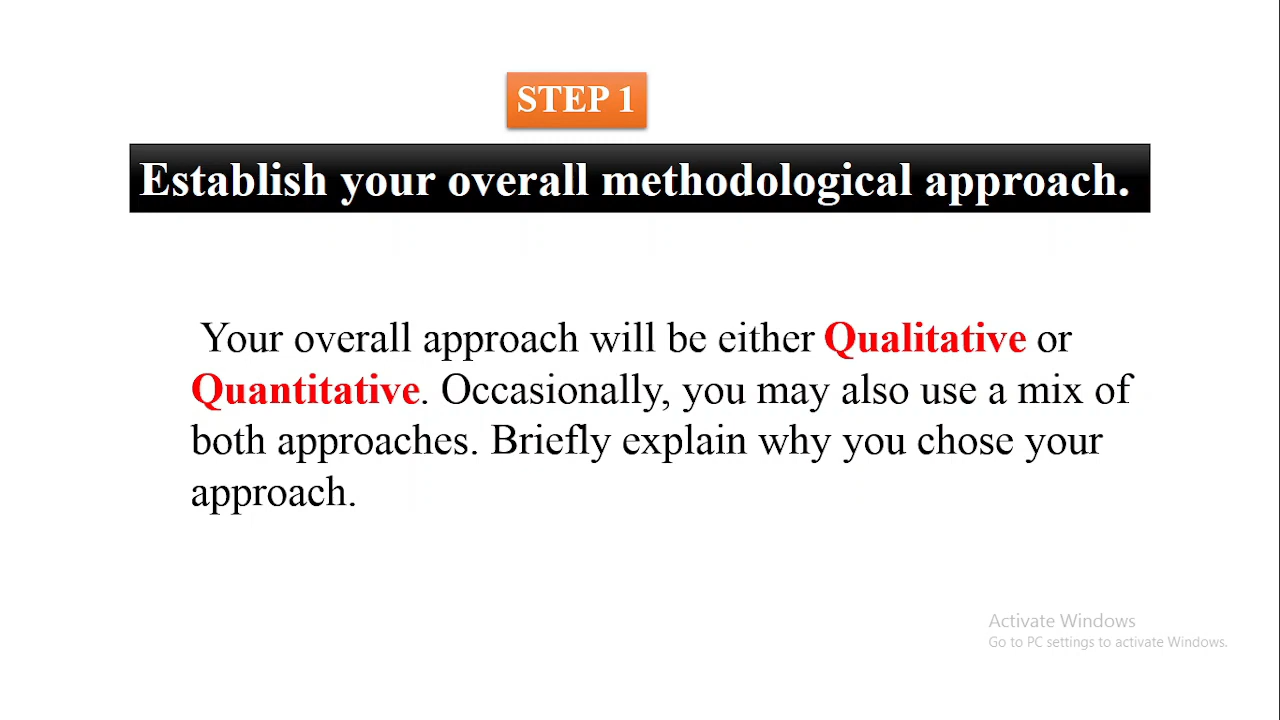 STEP 1
Establish your overall methodological approach.
Your overall approach will be either Qualitative or
Quantitative. Occasionally, you may also use a mix of
both approaches. Briefly explain why you chose your
approach.
Activate Windows
Go to PC settings to activate Windows.